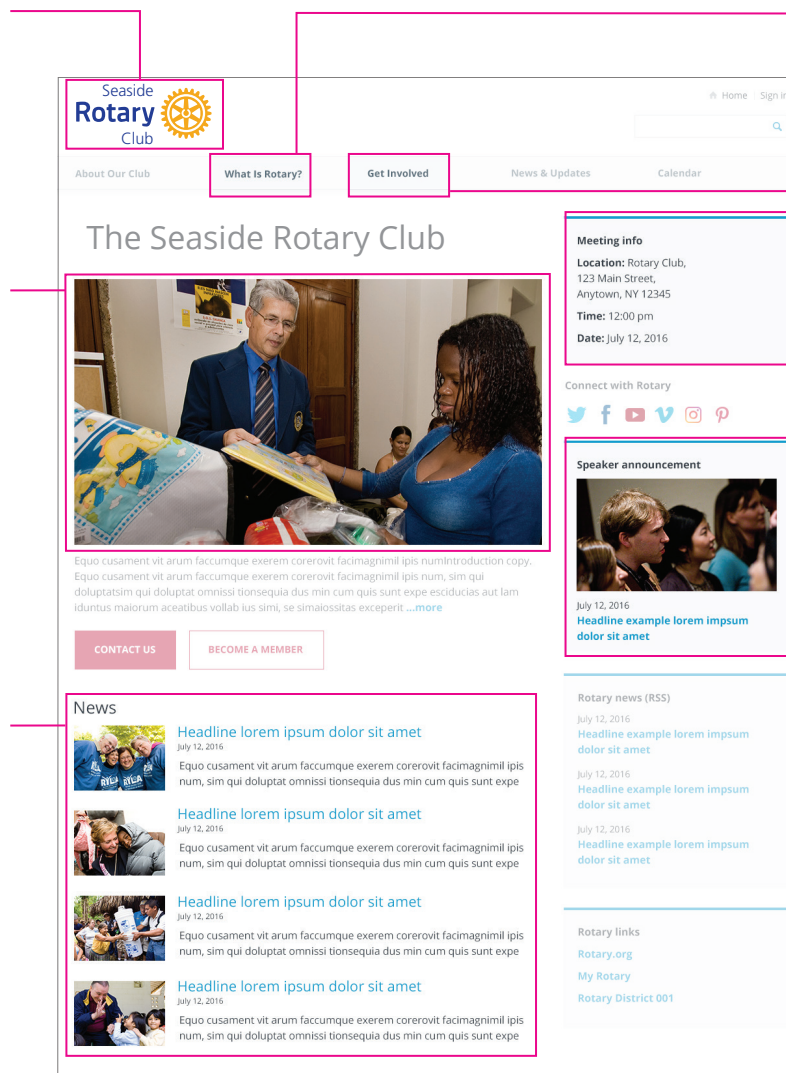 Seaside
Rotary
Club
Home
Sign in
About Our Club
What Is Rotary?
Get Involved
News & Updates
Calendar
The Seaside Rotary Club
Equo cusament vit arum faccumque exerem corerovit facimagnimil ipis numIntroduction copy.
Equo cusament vit arum faccumque exerem corerovit facimagnimil ipis num, sim qui
doluptatsim qui doluptat omnissi tionsequia dus min cum quis sunt expe esciducias aut lam
iduntus maiorum aceatibus vollab ius simi, se simaiossitas exceperit ...more
CONTACT US
BECOME A MEMBER
News
Headline lorem ipsum dolor sit amet
July 12, 2016
Equo cusament vit arum faccumque exerem corerovit facimagnimil ipis
num, sim qui doluptat omnissi tionsequia dus min cum quis sunt expe
Headline lorem ipsum dolor sit amet
July 12, 2016
Equo cusament vit arum faccumque exerem corerovit facimagnimil ipis
num, sim qui doluptat omnissi tionsequia dus min cum quis sunt expe
Headline lorem ipsum dolor sit amet
July 12, 2016
Equo cusament vit arum faccumque exerem corerovit facimagnimil ipis
num, sim qui doluptat omnissi tionsequia dus min cum quis sunt expe
Headline lorem ipsum dolor sit amet
July 12, 2016
Equo cusament vit arum faccumque exerem corerovit facimagnimil ipis
num, sim qui doluptat omnissi tionsequia dus min cum quis sunt expe
Meeting info
Location: Rotary Club,
123 Main Street,
Anytown, NY 12345
Time: 12:00 pm
Date: July 12, 2016
Connect with Rotary
Speaker announcement
July 12, 2016
Headline example lorem impsum
dolor sit amet
Rotary news (RSS)
July 12, 2016
Headline example lorem impsum
dolor sit amet
July 12, 2016
Headline example lorem impsum
dolor sit amet
July 12, 2016
Headline example lorem impsum
dolor sit amet
Rotary links
Rotary.org
My Rotary
Rotary District 001